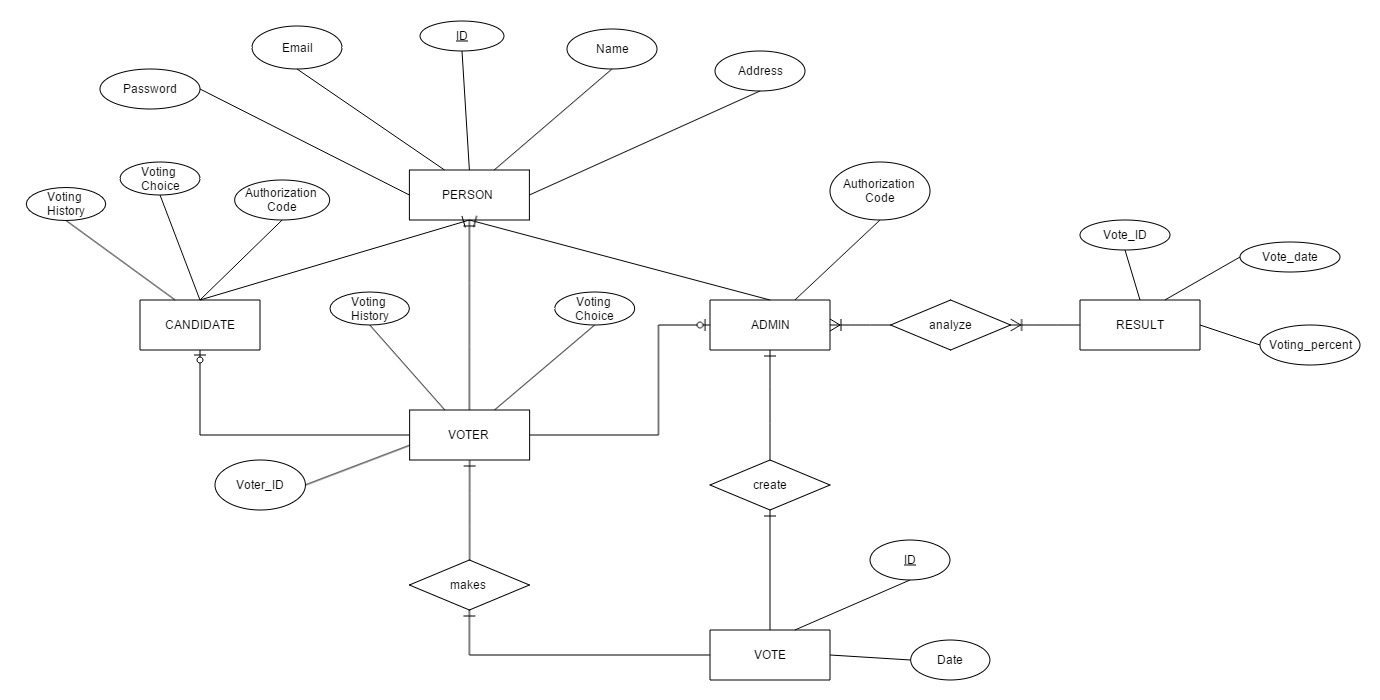 ID
Email
Name
Address
Password
Voting
Choice
Authorization
Code
Voting
History
PERSON
Authorization
Code
Vote_ID
Vote_date
Voting
History
Voting
Choice
CANDIDATE
ADMIN
analyze
RESULT
Voting_percent
VOTER
Voter_ID
create
ID
makes
VOTE
Date